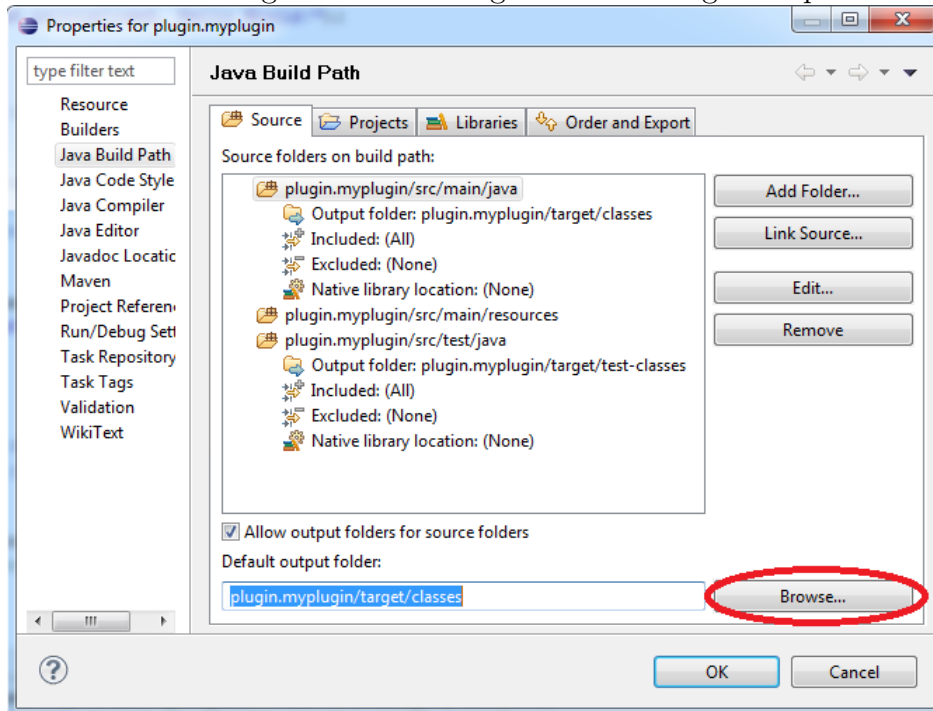 Properties for plugin.myplugin
type filter text
Java Build Path
Resource
Builders
Java Build Path
Java Code Style
Java Compiler
Java Editor
Javadoc Locatic
Maven
Project Referen
Run/Debug Sett
Task Repository
Task Tags
Validation
WikiText
Source
Projects
Libraries
Order and Export
Source folders on build path:
plugin.myplugin/src/main/java
Output folder: plugin.myplugin/target/classes
Included: (All)
Excluded: (None)
Native library location: (None)
plugin.myplugin/src/main/resources
plugin.myplugin/src/test/java
Output folder: plugin.myplugin/target/test-classes
Included: (All)
Excluded: (None)
Native library location: (None)
Add Folder...
Link Source...
Edit...
Remove
Allow output folders for source folders
Default output folder:
plugin.myplugin/target/classes
Browse...
OK
Cancel